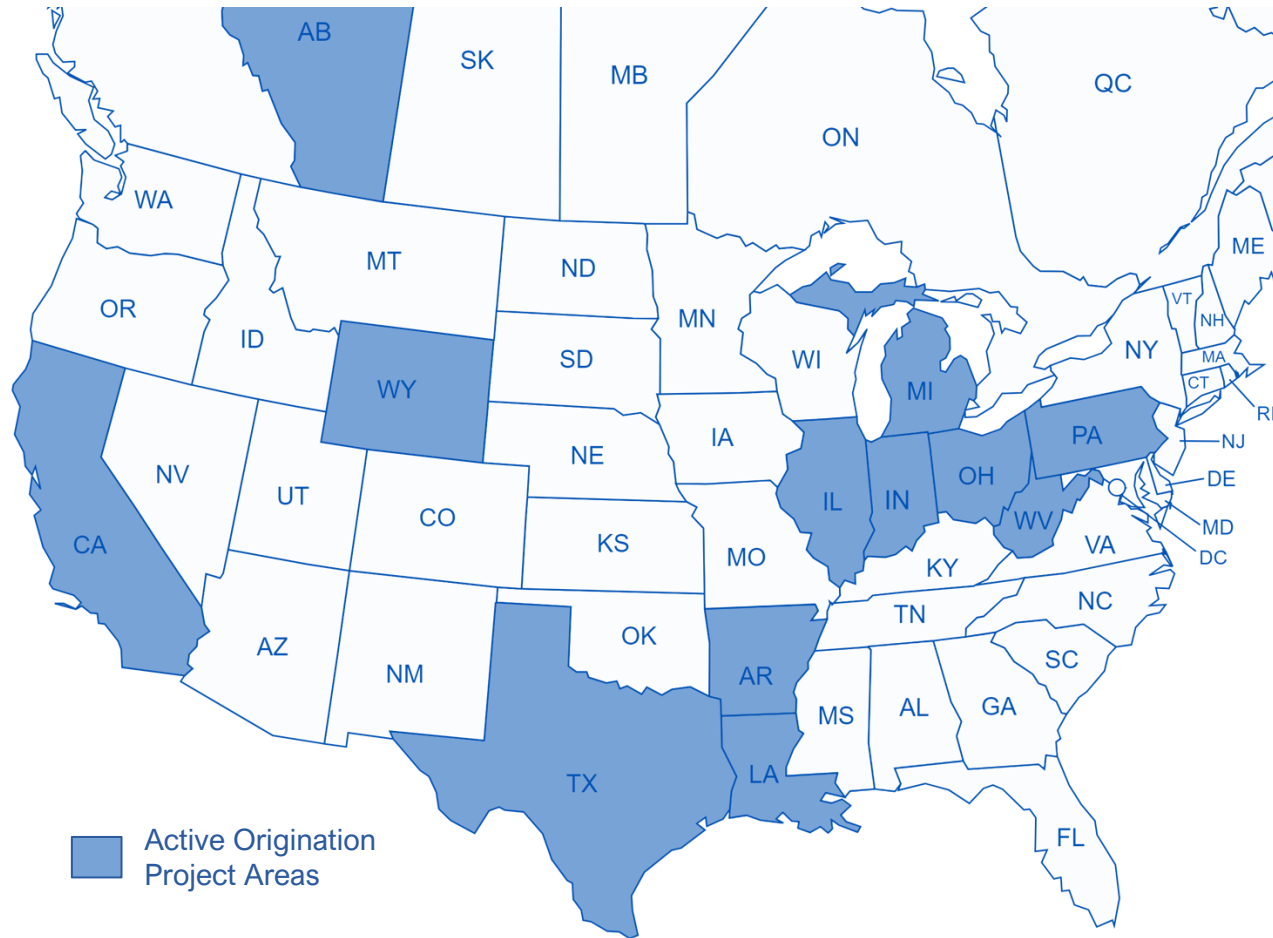 AB
SK
MB
QC
ON
WA
ME
MT
ND
VT
OR
MN
NH
ID
NY
SD
WI
MA
WY
CT
MI
RI
IA
PA
NJ
NE
NV
OH
DE
UT
IL
IN
CO
WV
MD
KS
CA
VA
MO
DC
KY
NC
TN
OK
AZ
SC
NM
AR
MS
AL
GA
LA
TX
FL
Active Origination
Project Areas